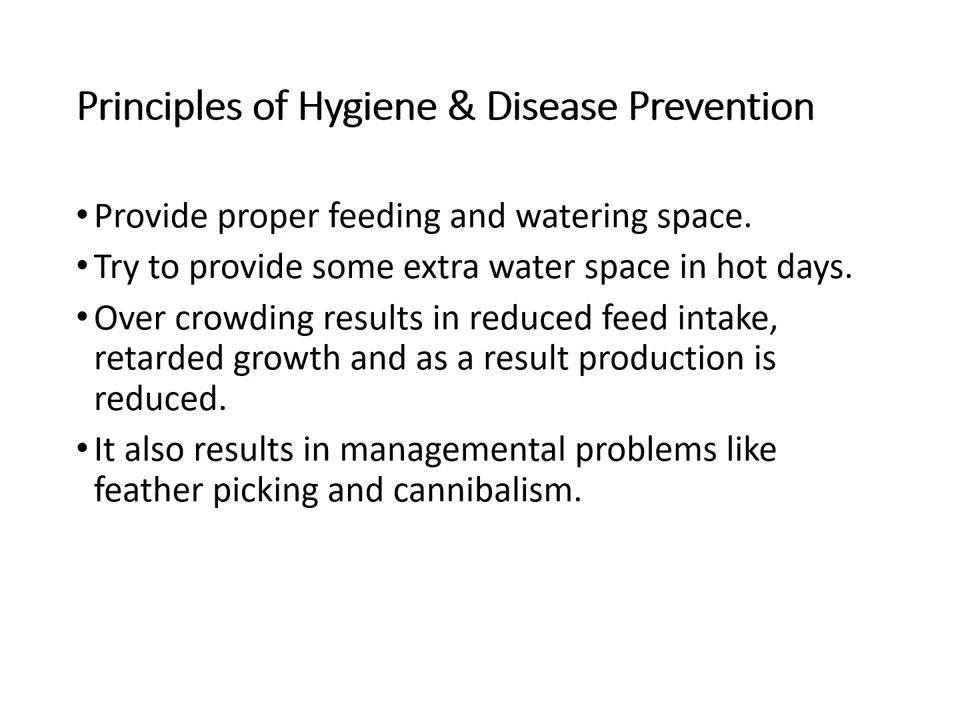 Principles of Hygiene & Disease Prevention
• Provide proper feeding and watering space.
• Try to provide some extra water space in hot days.
• Over crowding results in reduced feed intake,
retarded growth and as a result production is
reduced.
• It also results in managemental problems like
feather picking and cannibalism.